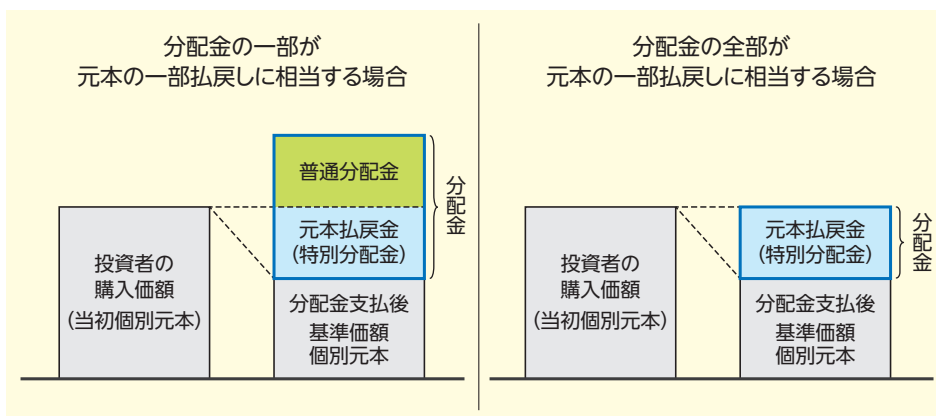 分配金の一部が
元本の一部払戻しに相当する場合
普通分配金
元本払戻金
(特別分配金)
分配金
投資者の
購入価額
(当初個別元本)
分配金支払後
基準価額
個別元本
分配金の全部が
元本の一部払戻しに相当する場合
元本払戻金
(特別分配金)
分配金
投資者の
購入価額
(当初個別元本)
分配金支払後
基準価額
個別元本